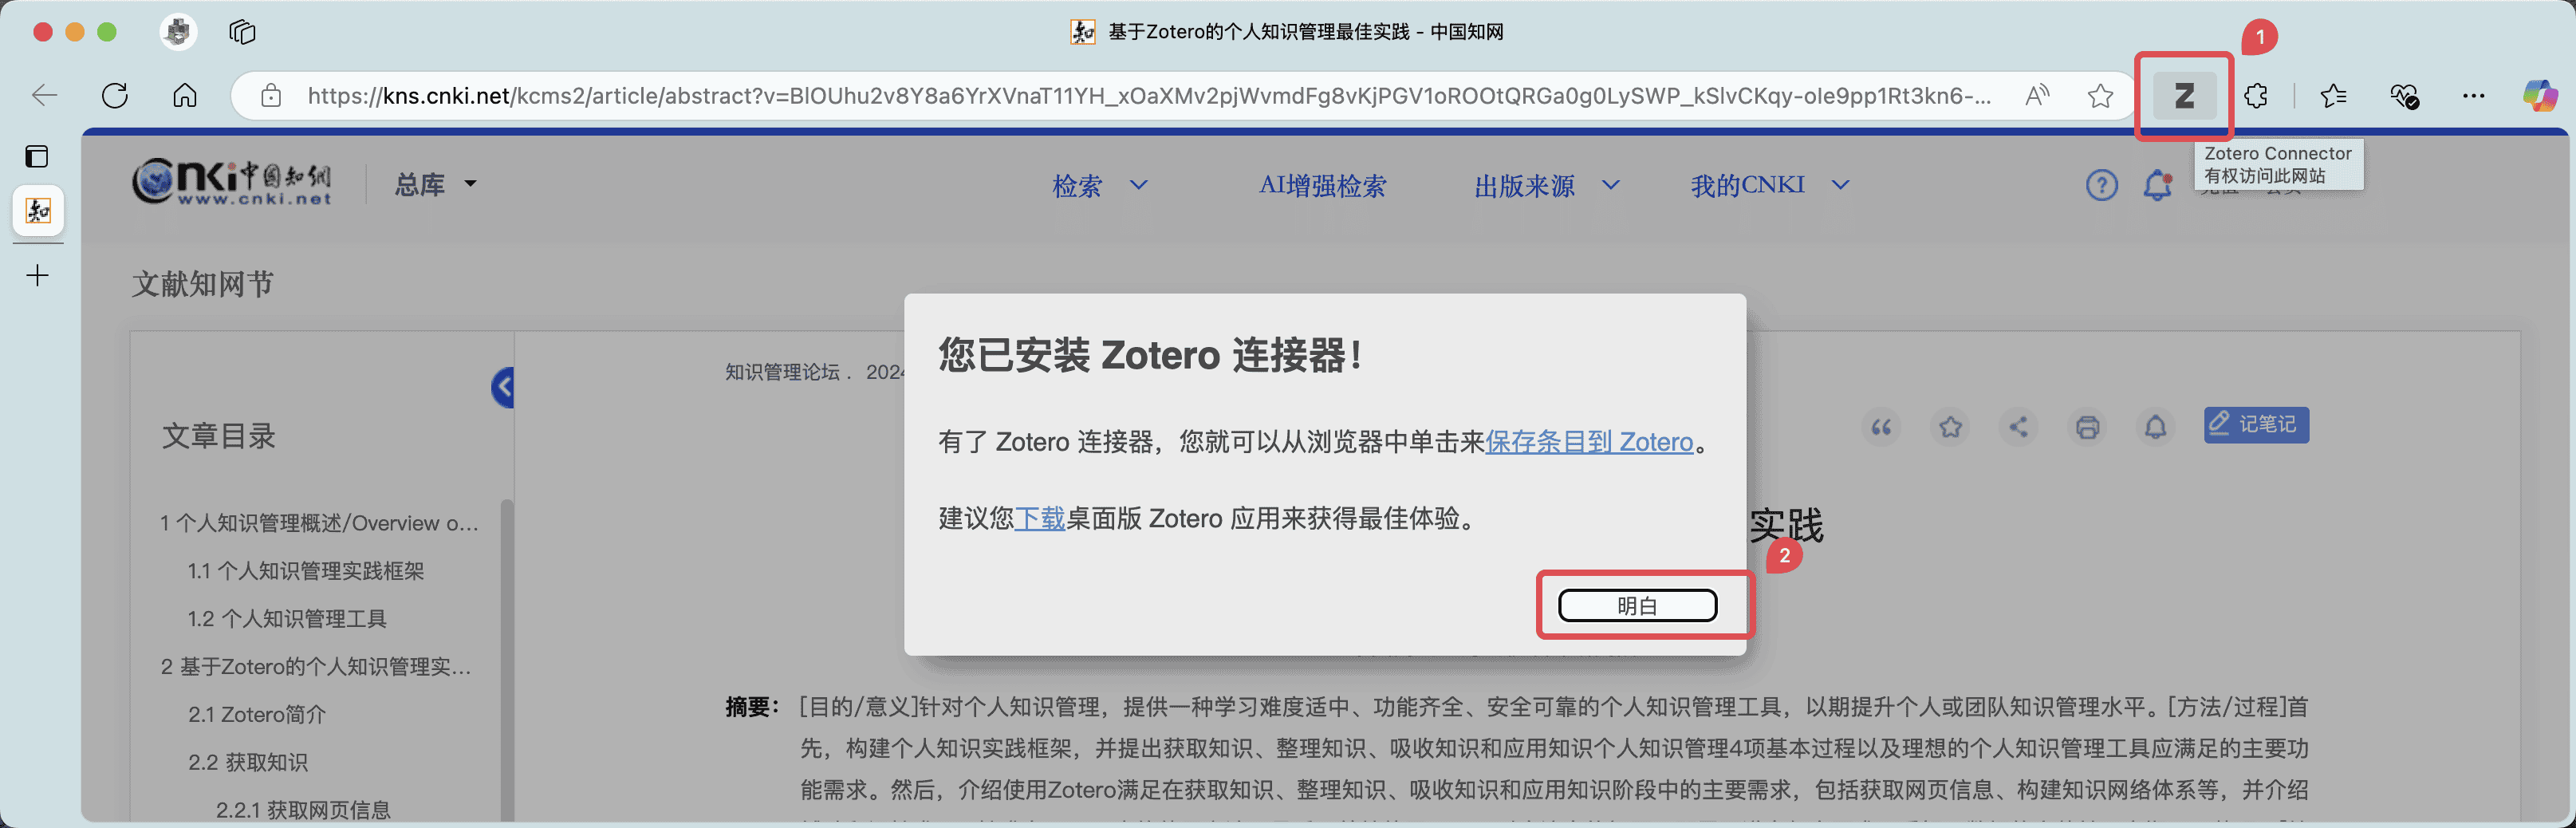 基于Zotero的个人知识管理最佳实践 - 中国知网
1
https://kns.cnki.net/kcms2/article/abstract?v=BlOUhu2v8Y8a6YrXVnaT11YH_xOaXMv2pjWvmdFg8vKjPGV1oROOtQRGa0g0LySWP_kSlvCKqy-ole9pp1Rt3kn6-...
Z
Zotero Connector
有权访问此网站
cnki中国知网
www.cnki.net
总库
检索
AI增强检索
出版来源
我的CNKI
文献知网节
您已安装 Zotero 连接器！
知识管理论坛 . 2024
有了 Zotero 连接器，您就可以从浏览器中单击来保存条目到 Zotero。
记笔记
文章目录
建议您下载桌面版 Zotero 应用来获得最佳体验。
实践
2
明白
1 个人知识管理概述/Overview o...
1.1 个人知识管理实践框架
1.2 个人知识管理工具
2 基于Zotero的个人知识管理实...
2.1 Zotero简介
2.2 获取知识
2.2.1 获取网页信息
摘要： [目的/意义]针对个人知识管理，提供一种学习难度适中、功能齐全、安全可靠的个人知识管理工具，以期提升个人或团队知识管理水平。[方法/过程]首
先，构建个人知识实践框架，并提出获取知识、整理知识、吸收知识和应用知识个人知识管理4项基本过程以及理想的个人知识管理工具应满足的主要功
能需求。然后，介绍使用Zotero满足在获取知识、整理知识、吸收知识和应用知识阶段中的主要需求，包括获取网页信息、构建知识网络体系等，并介绍